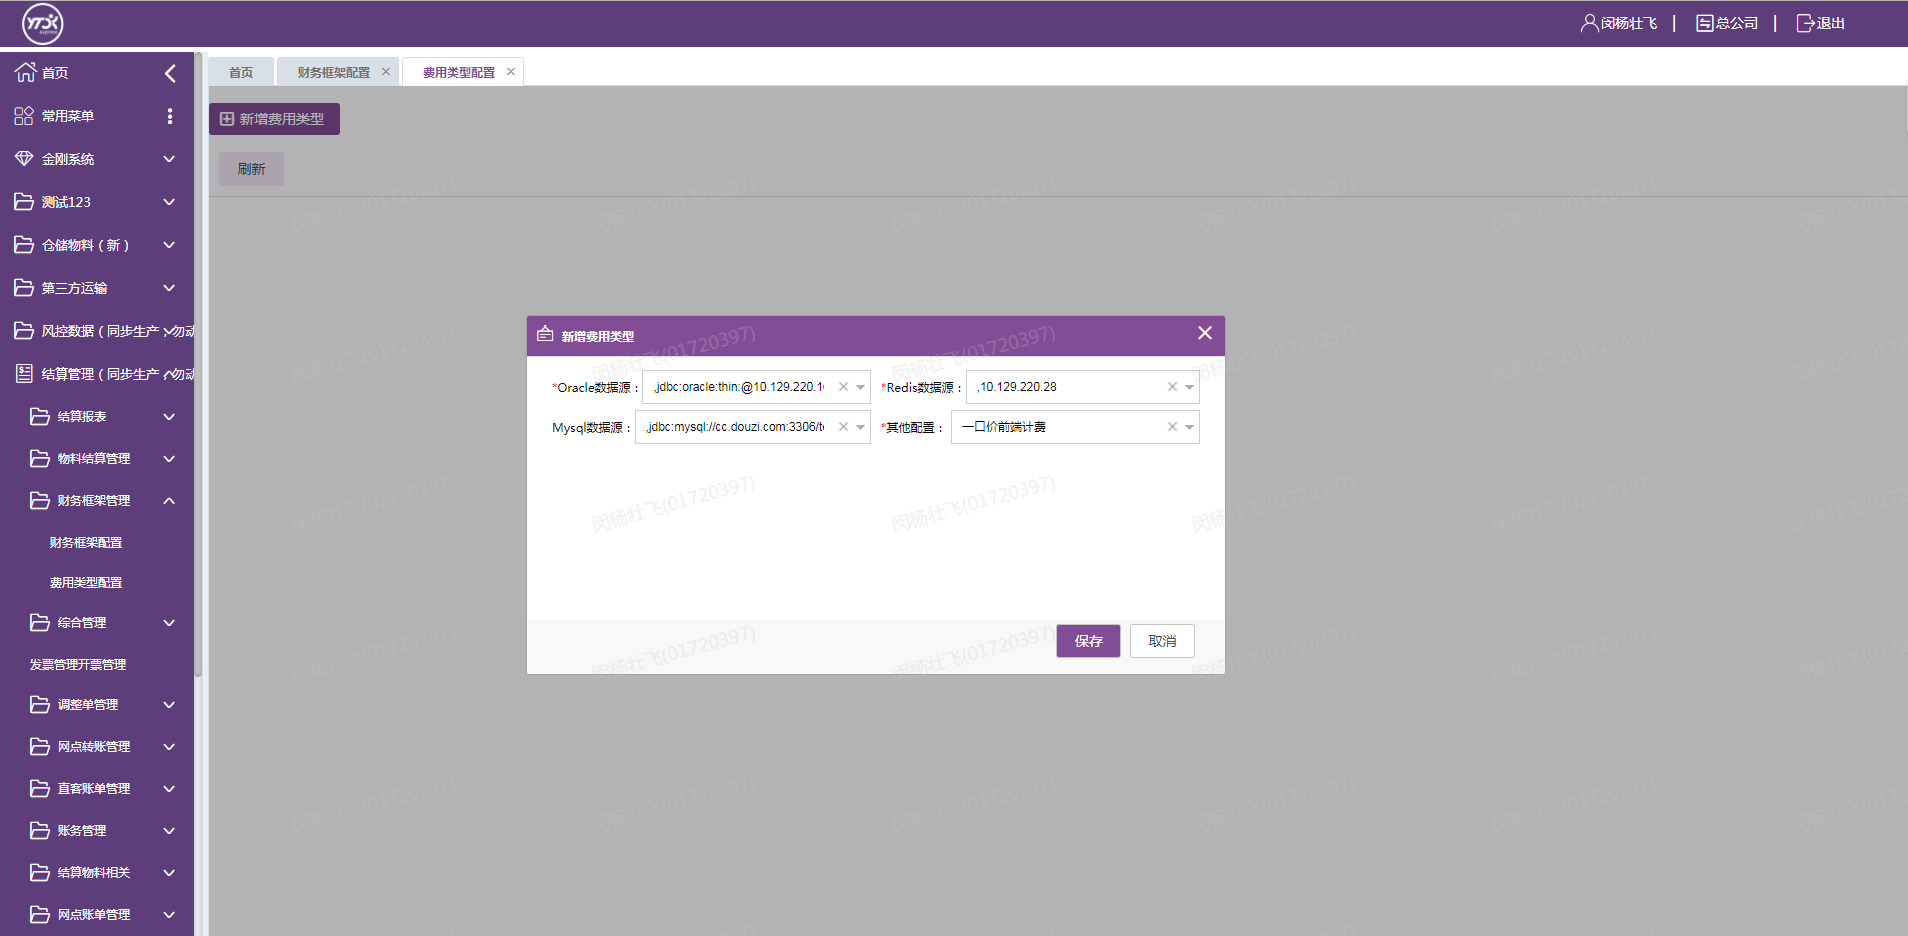 YTO express
闵杨壮飞 | 总公司 | 退出
首页
常用菜单
金刚系统
测试123
仓储物料（新）
第三方运输
风控数据（同步生产，勿动
结算管理（同步生产，勿动
结算报表
物料结算管理
财务框架管理
财务框架配置
费用类型配置
综合管理
发票管理开票管理
调整单管理
网点转账管理
直客账单管理
账务管理
结算物料相关
网点账单管理
首页 财务框架配置 费用类型配置
新增费用类型
刷新
新增费用类型
*Oracle数据源： ,jdbc:oracle:thin:@10.129.220.1 *Redis数据源： ,10.129.220.28
Mysql数据源： ,jdbc:mysql://cc.douzi.com:3306/t *其他配置： 一口价前端计费
保存 取消
闵杨壮飞(01720397)